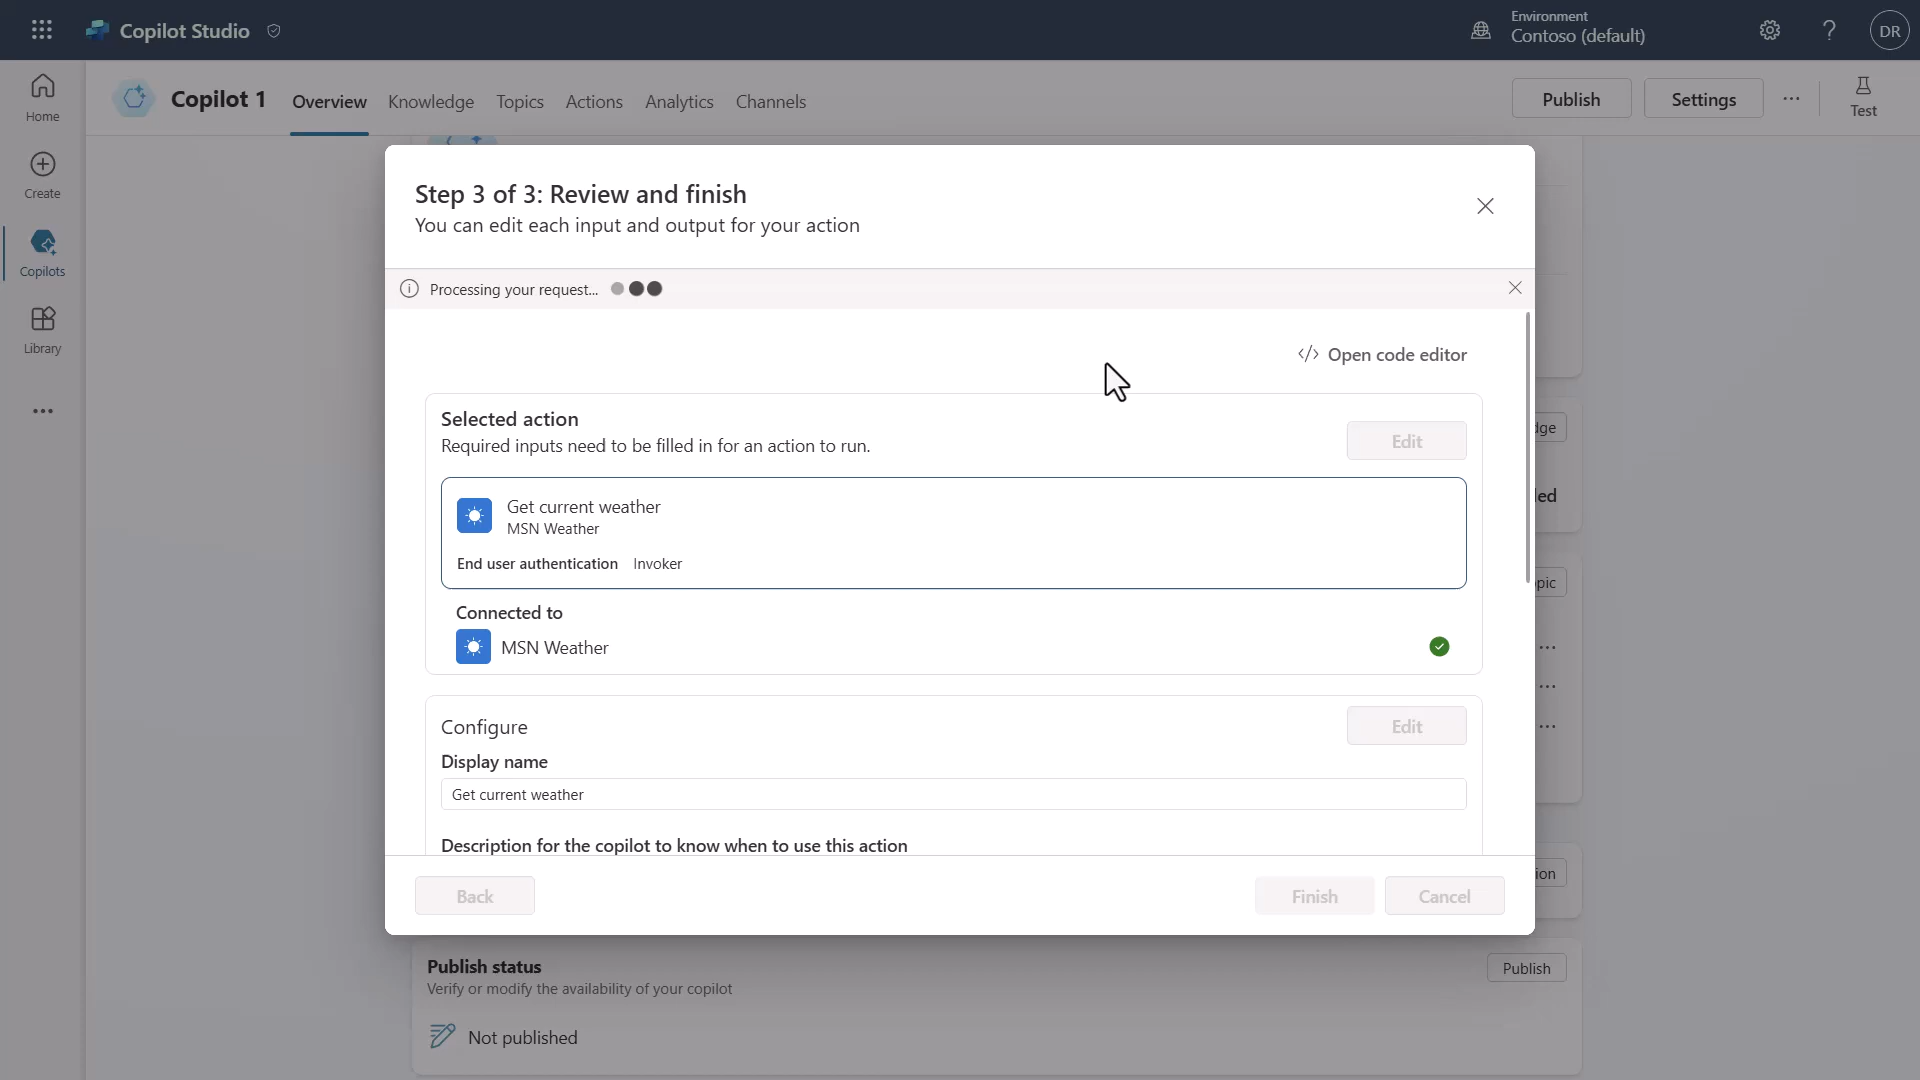 Copilot Studio
Environment
Contoso (default)
DR
Home
Create
Copilots
Library
Copilot 1
Overview
Knowledge
Topics
Actions
Analytics
Channels
Publish
Settings
Test
Step 3 of 3: Review and finish
You can edit each input and output for your action
Processing your request...
Open code editor
Selected action
Required inputs need to be filled in for an action to run.
Edit
Get current weather
MSN Weather
End user authentication Invoker
Connected to
MSN Weather
Configure
Edit
Display name
Get current weather
Description for the copilot to know when to use this action
Back
Finish
Cancel
Publish status
Verify or modify the availability of your copilot
Publish
Not published